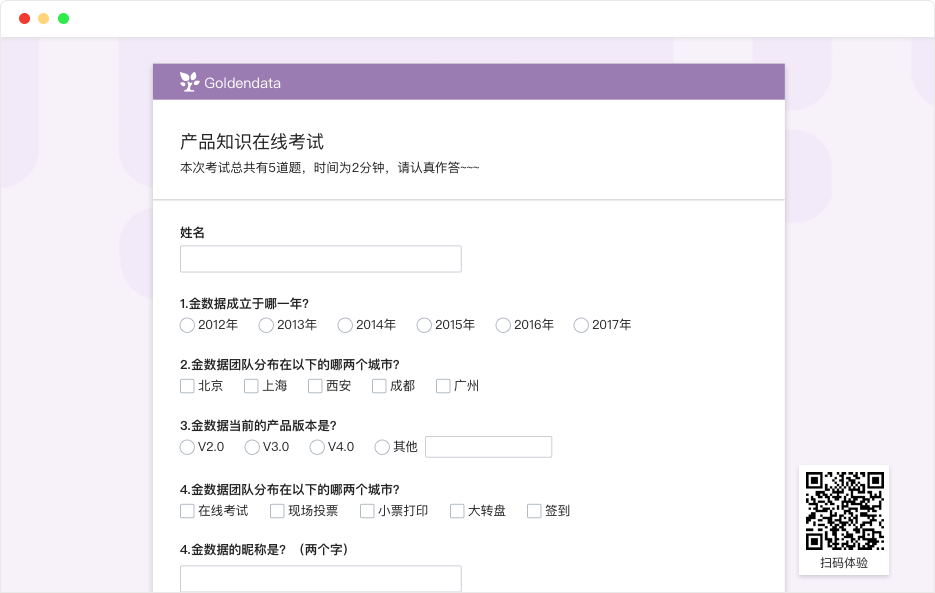 Goldendata
产品知识在线考试
本次考试总共有5道题，时间为2分钟，请认真作答~~~
姓名
1.金数据成立于哪一年?
2012年 2013年 2014年 2015年 2016年 2017年
2.金数据团队分布在以下的哪两个城市?
北京 上海 西安 成都 广州
3.金数据当前的产品版本是?
V2.0 V3.0 V4.0 其他
4.金数据团队分布在以下的哪两个城市?
在线考试 现场投票 小票打印 大转盘 签到
4.金数据的昵称是？（两个字）
扫码体验